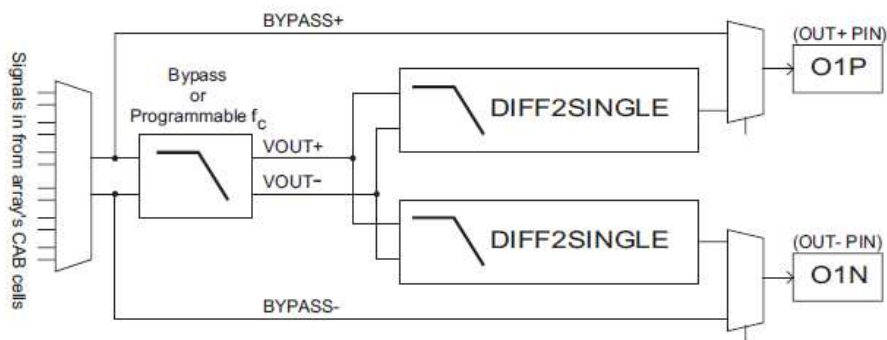 Signals in from array's CAB cells
BYPASS+
Bypass
or
Programmable fc
VOUT+
VOUT−
DIFF2SINGLE
DIFF2SINGLE
BYPASS-
(OUT+ PIN)
O1P
(OUT- PIN)
O1N